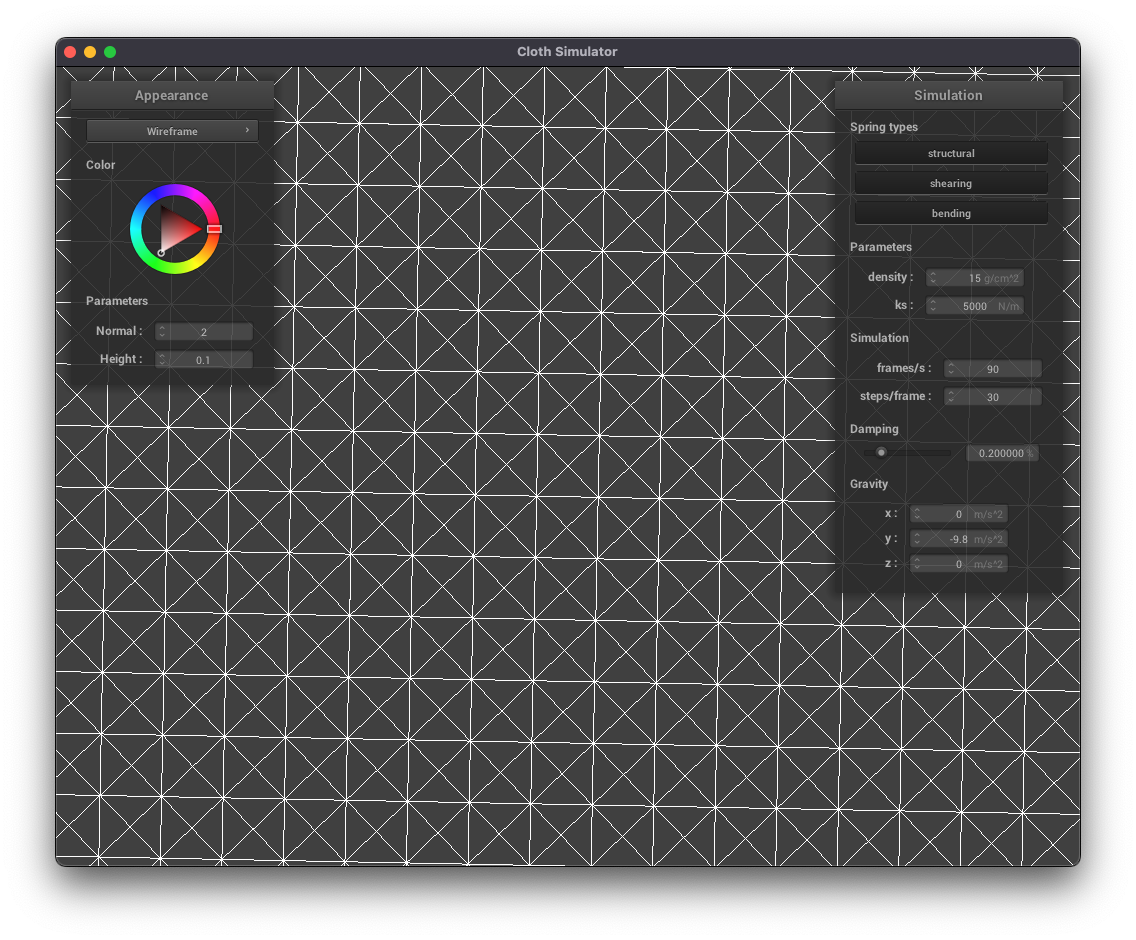 Cloth Simulator
Appearance
Wireframe
Color
Parameters
Normal : 2
Height : 0.1
Simulation
Spring types
structural
shearing
bending
Parameters
density : 15 g/cm^2
ks : 5000 N/m
Simulation
frames/s : 90
steps/frame : 30
Damping
0.200000 %
Gravity
x : 0 m/s^2
y : -9.8 m/s^2
z : 0 m/s^2